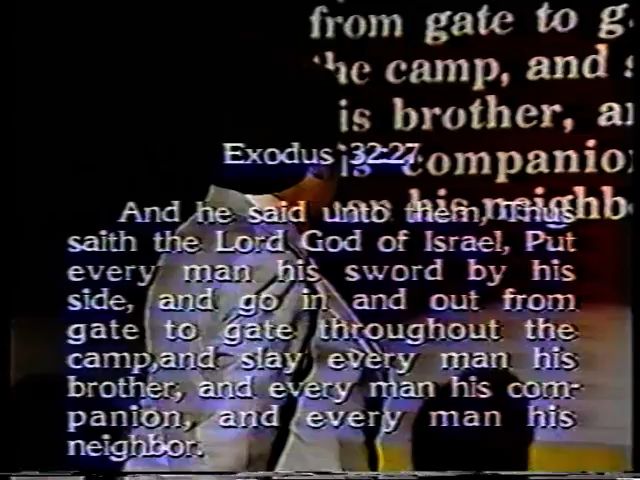 from gate to g
he camp, and s
is brother, an
companio
his neighb
Exodus 32:27
And he said unto them, Thus
saith the Lord God of Israel, Put
every man his sword by his
side, and go in and out from
gate to gate throughout the
camp,and slay every man his
brother, and every man his com-
panion, and every man his
neighbor.